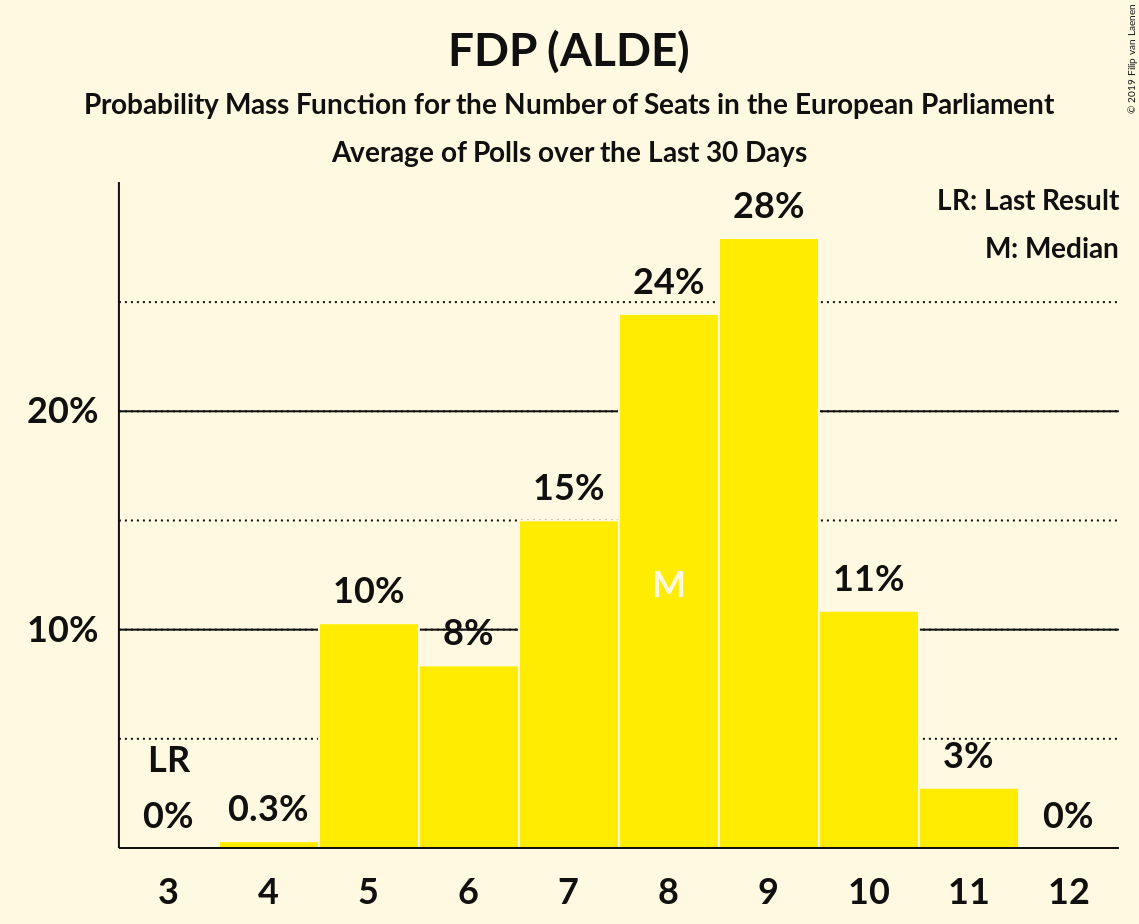 FDP (ALDE)
Probability Mass Function for the Number of Seats in the European Parliament
Average of Polls over the Last 30 Days
© 2019 Filip van Laenen
LR: Last Result
M: Median
28%
24%
20%
15%
11%
10%
10%
8%
M
LR
3%
0%
0.3%
0%
3 4 5 6 7 8 9 10 11 12